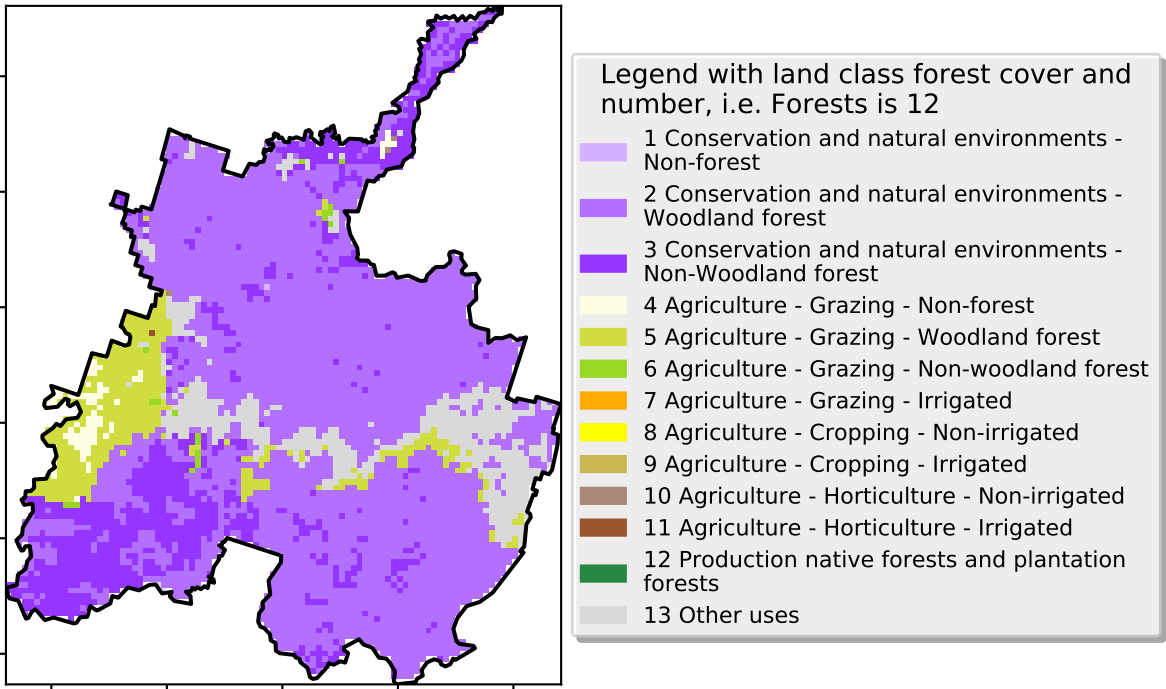 Legend with land class forest cover and
number, i.e. Forests is 12
1 Conservation and natural environments -
Non-forest
2 Conservation and natural environments -
Woodland forest
3 Conservation and natural environments -
Non-Woodland forest
4 Agriculture - Grazing - Non-forest
5 Agriculture - Grazing - Woodland forest
6 Agriculture - Grazing - Non-woodland forest
7 Agriculture - Grazing - Irrigated
8 Agriculture - Cropping - Non-irrigated
9 Agriculture - Cropping - Irrigated
10 Agriculture - Horticulture - Non-irrigated
11 Agriculture - Horticulture - Irrigated
12 Production native forests and plantation
forests
13 Other uses